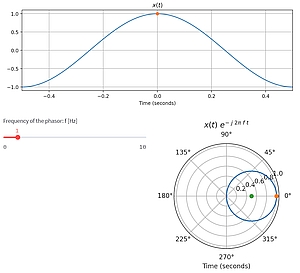 x(t)
1.0
0.5
0.0
−0.5
−1.0
−0.4 −0.2 0.0 0.2 0.4
Time (seconds)
Frequency of the phasor: f [Hz]
1
0 10
x(t) e^{− j 2π f t}
90°
135° 45°
180° 0.2 0.4 0.6 0.8 1.0 0°
225° 315°
270°
Time (seconds)